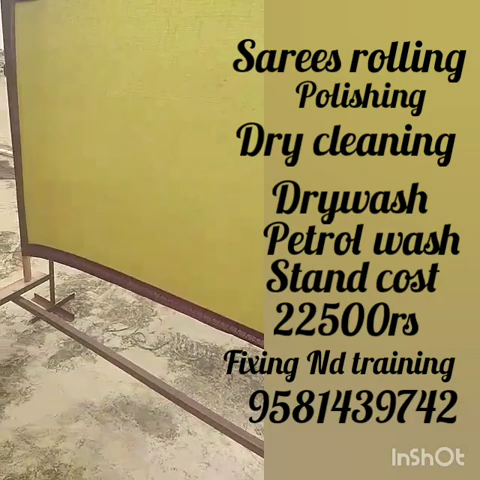 Sarees rolling
Polishing
Dry cleaning
Drywash
Petrol wash
Stand cost
22500rs
Fixing Nd training
9581439742
InShOt